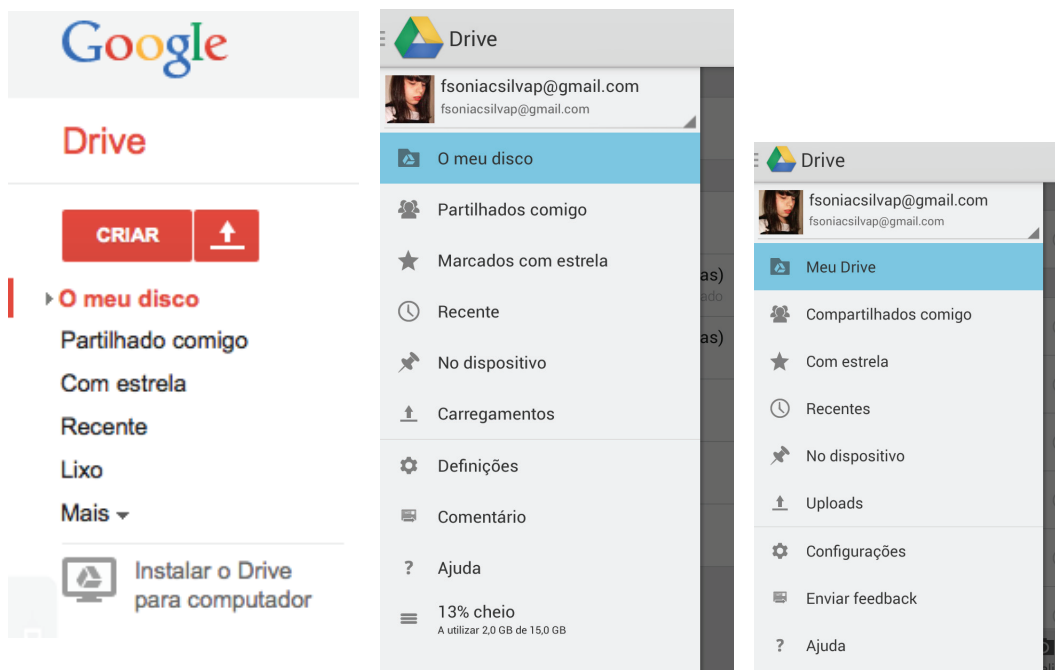 Google
Drive
CRIAR
O meu disco
Partilhado comigo
Com estrela
Recente
Lixo
Mais
Instalar o Drive
para computador
Drive
fsoniacsilvap@gmail.com
fsoniacsilvap@gmail.com
O meu disco
Partilhados comigo
Marcados com estrela
Recente
No dispositivo
Carregamentos
Definições
Comentário
? Ajuda
13% cheio
A utilizar 2,0 GB de 15,0 GB
as)
ado
as)
Drive
fsoniacsilvap@gmail.com
fsoniacsilvap@gmail.com
Meu Drive
Compartilhados comigo
Com estrela
Recentes
No dispositivo
Uploads
Configurações
Enviar feedback
? Ajuda